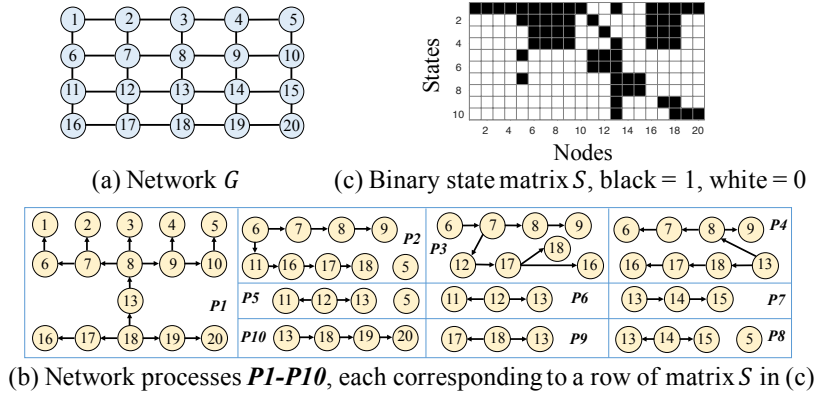 1 2 3 4 5
6 7 8 9 10
11 12 13 14 15
16 17 18 19 20
(a) Network G
States
2
4
6
8
10
2 4 6 8 10 12 14 16 18 20
Nodes
(c) Binary state matrix S, black = 1, white = 0
1 2 3 4 5
6 7 8 9 10
13
P1
16 17 18 19 20
6 7 8 9 P2
11 16 17 18 5
6 7 8 9
P3 18
12 17 16
6 7 8 9 P4
16 17 18 13
P5 11 12 13 5
11 12 13 P6
13 14 15 P7
P10 13 18 19 20
17 18 13 P9
13 14 15 5 P8
(b) Network processes P1-P10, each corresponding to a row of matrix S in (c)